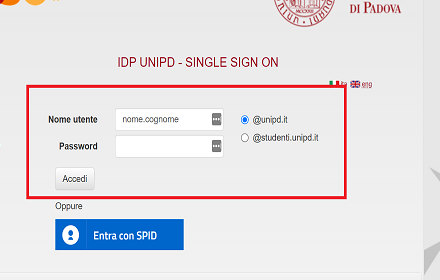 DI PADOVA
IDP UNIPD - SINGLE SIGN ON
ita eng
Nome utente nome.cognome @unipd.it
Password @studenti.unipd.it
Accedi
Oppure
Entra con SPID